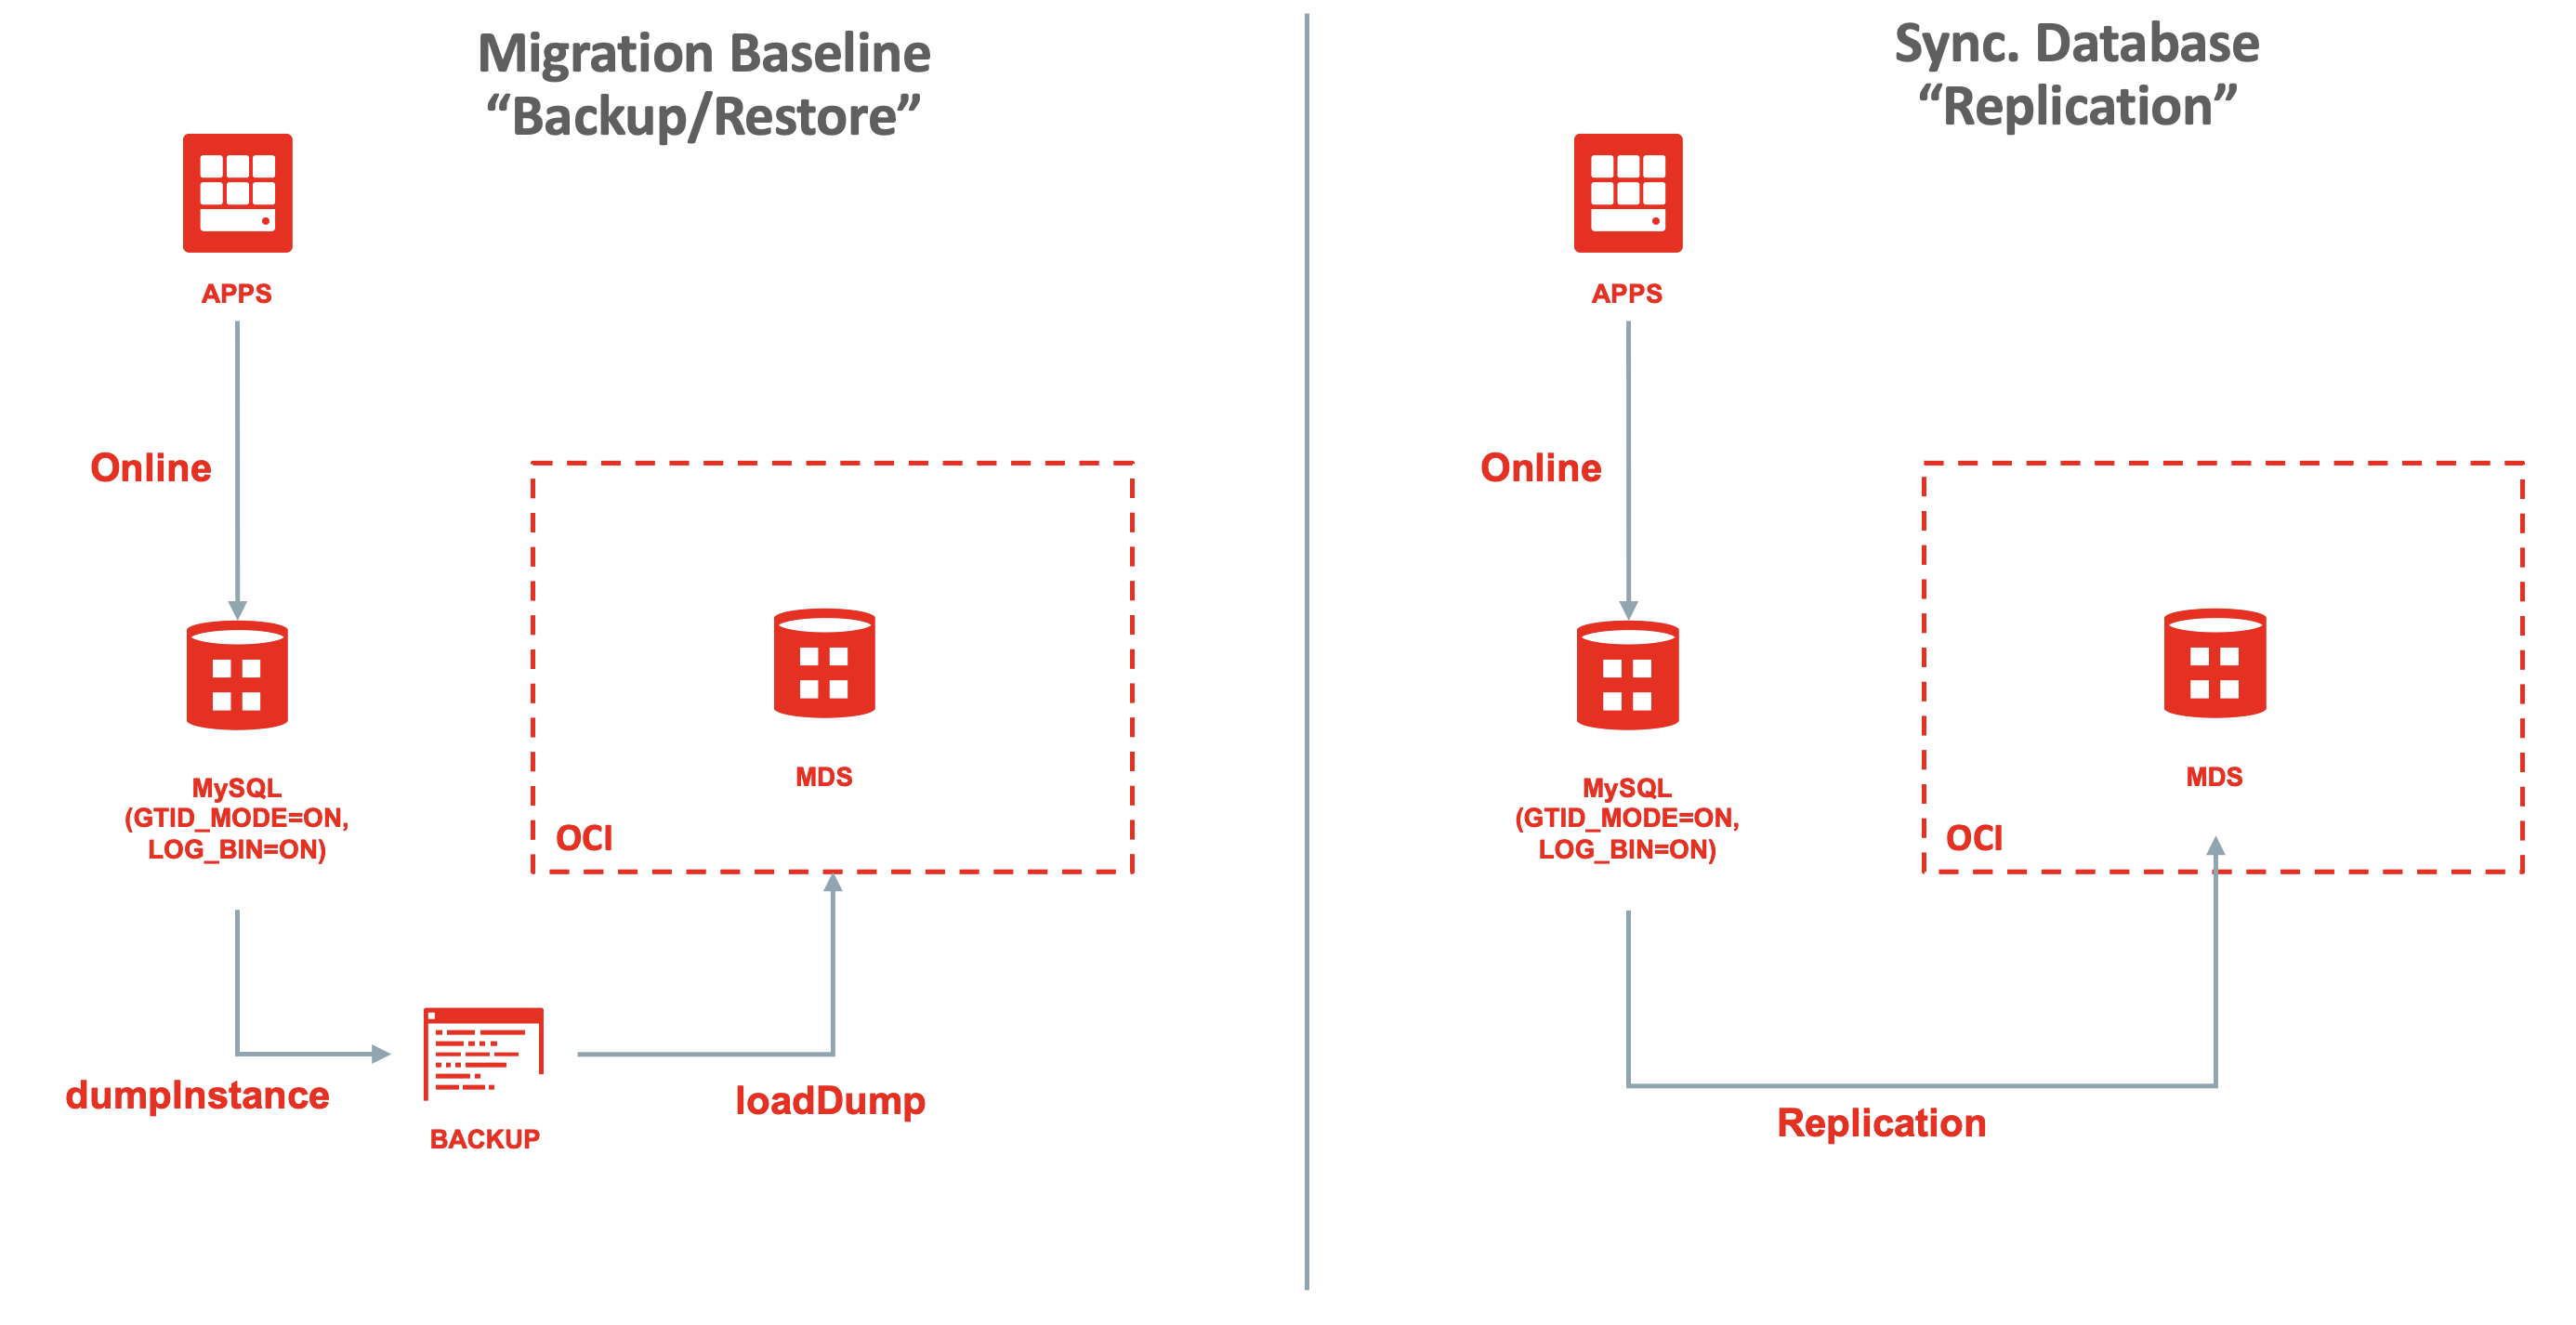 Migration Baseline
“Backup/Restore”
APPS
Online
MySQL
(GTID_MODE=ON,
LOG_BIN=ON)
MDS
OCI
dumpInstance
BACKUP
loadDump
Sync. Database
“Replication”
APPS
Online
MySQL
(GTID_MODE=ON,
LOG_BIN=ON)
MDS
OCI
Replication